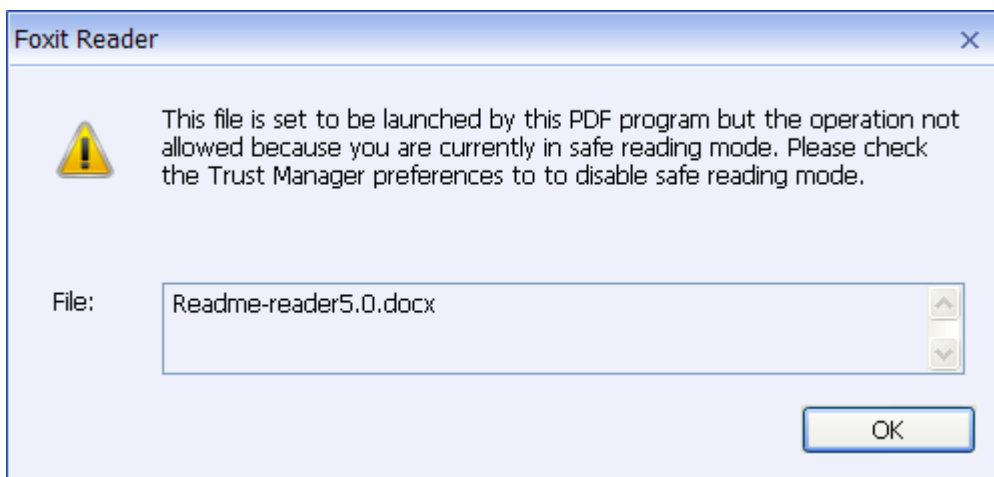 Foxit Reader
This file is set to be launched by this PDF program but the operation not
allowed because you are currently in safe reading mode. Please check
the Trust Manager preferences to to disable safe reading mode.
File:
Readme-reader5.0.docx
OK